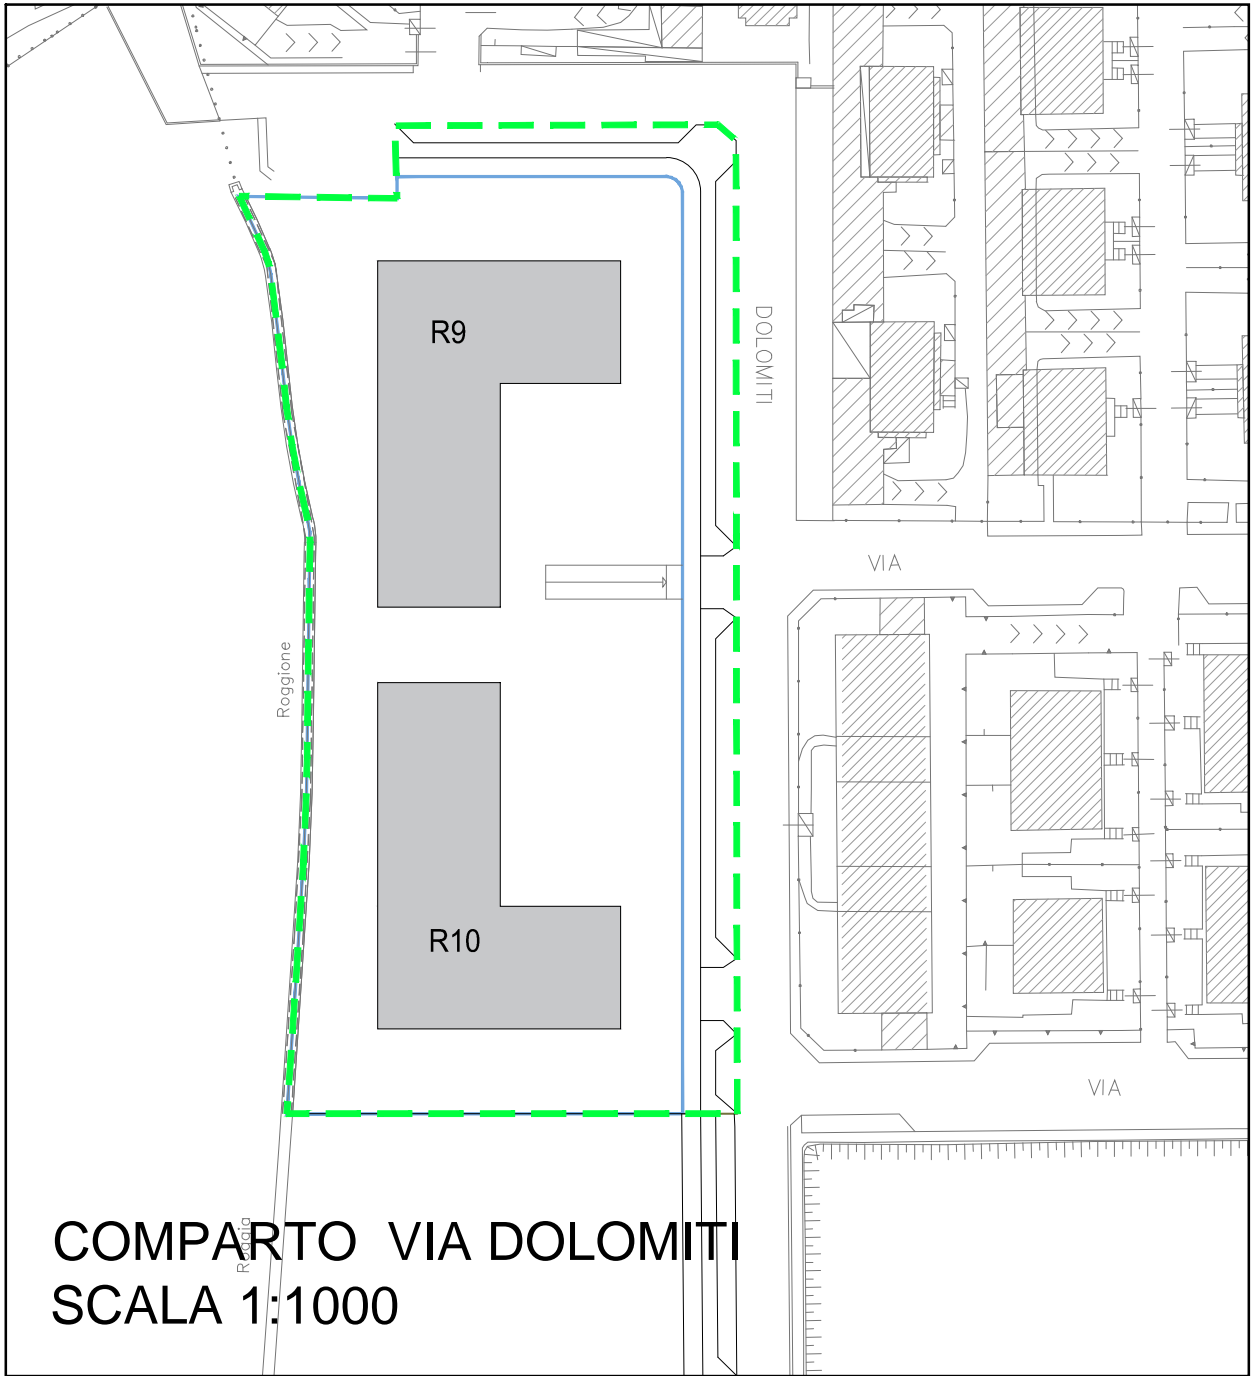 R9
DOLOMITI
VIA
Roggione
R10
VIA
Roggia
COMPARTO VIA DOLOMITI
SCALA 1:1000